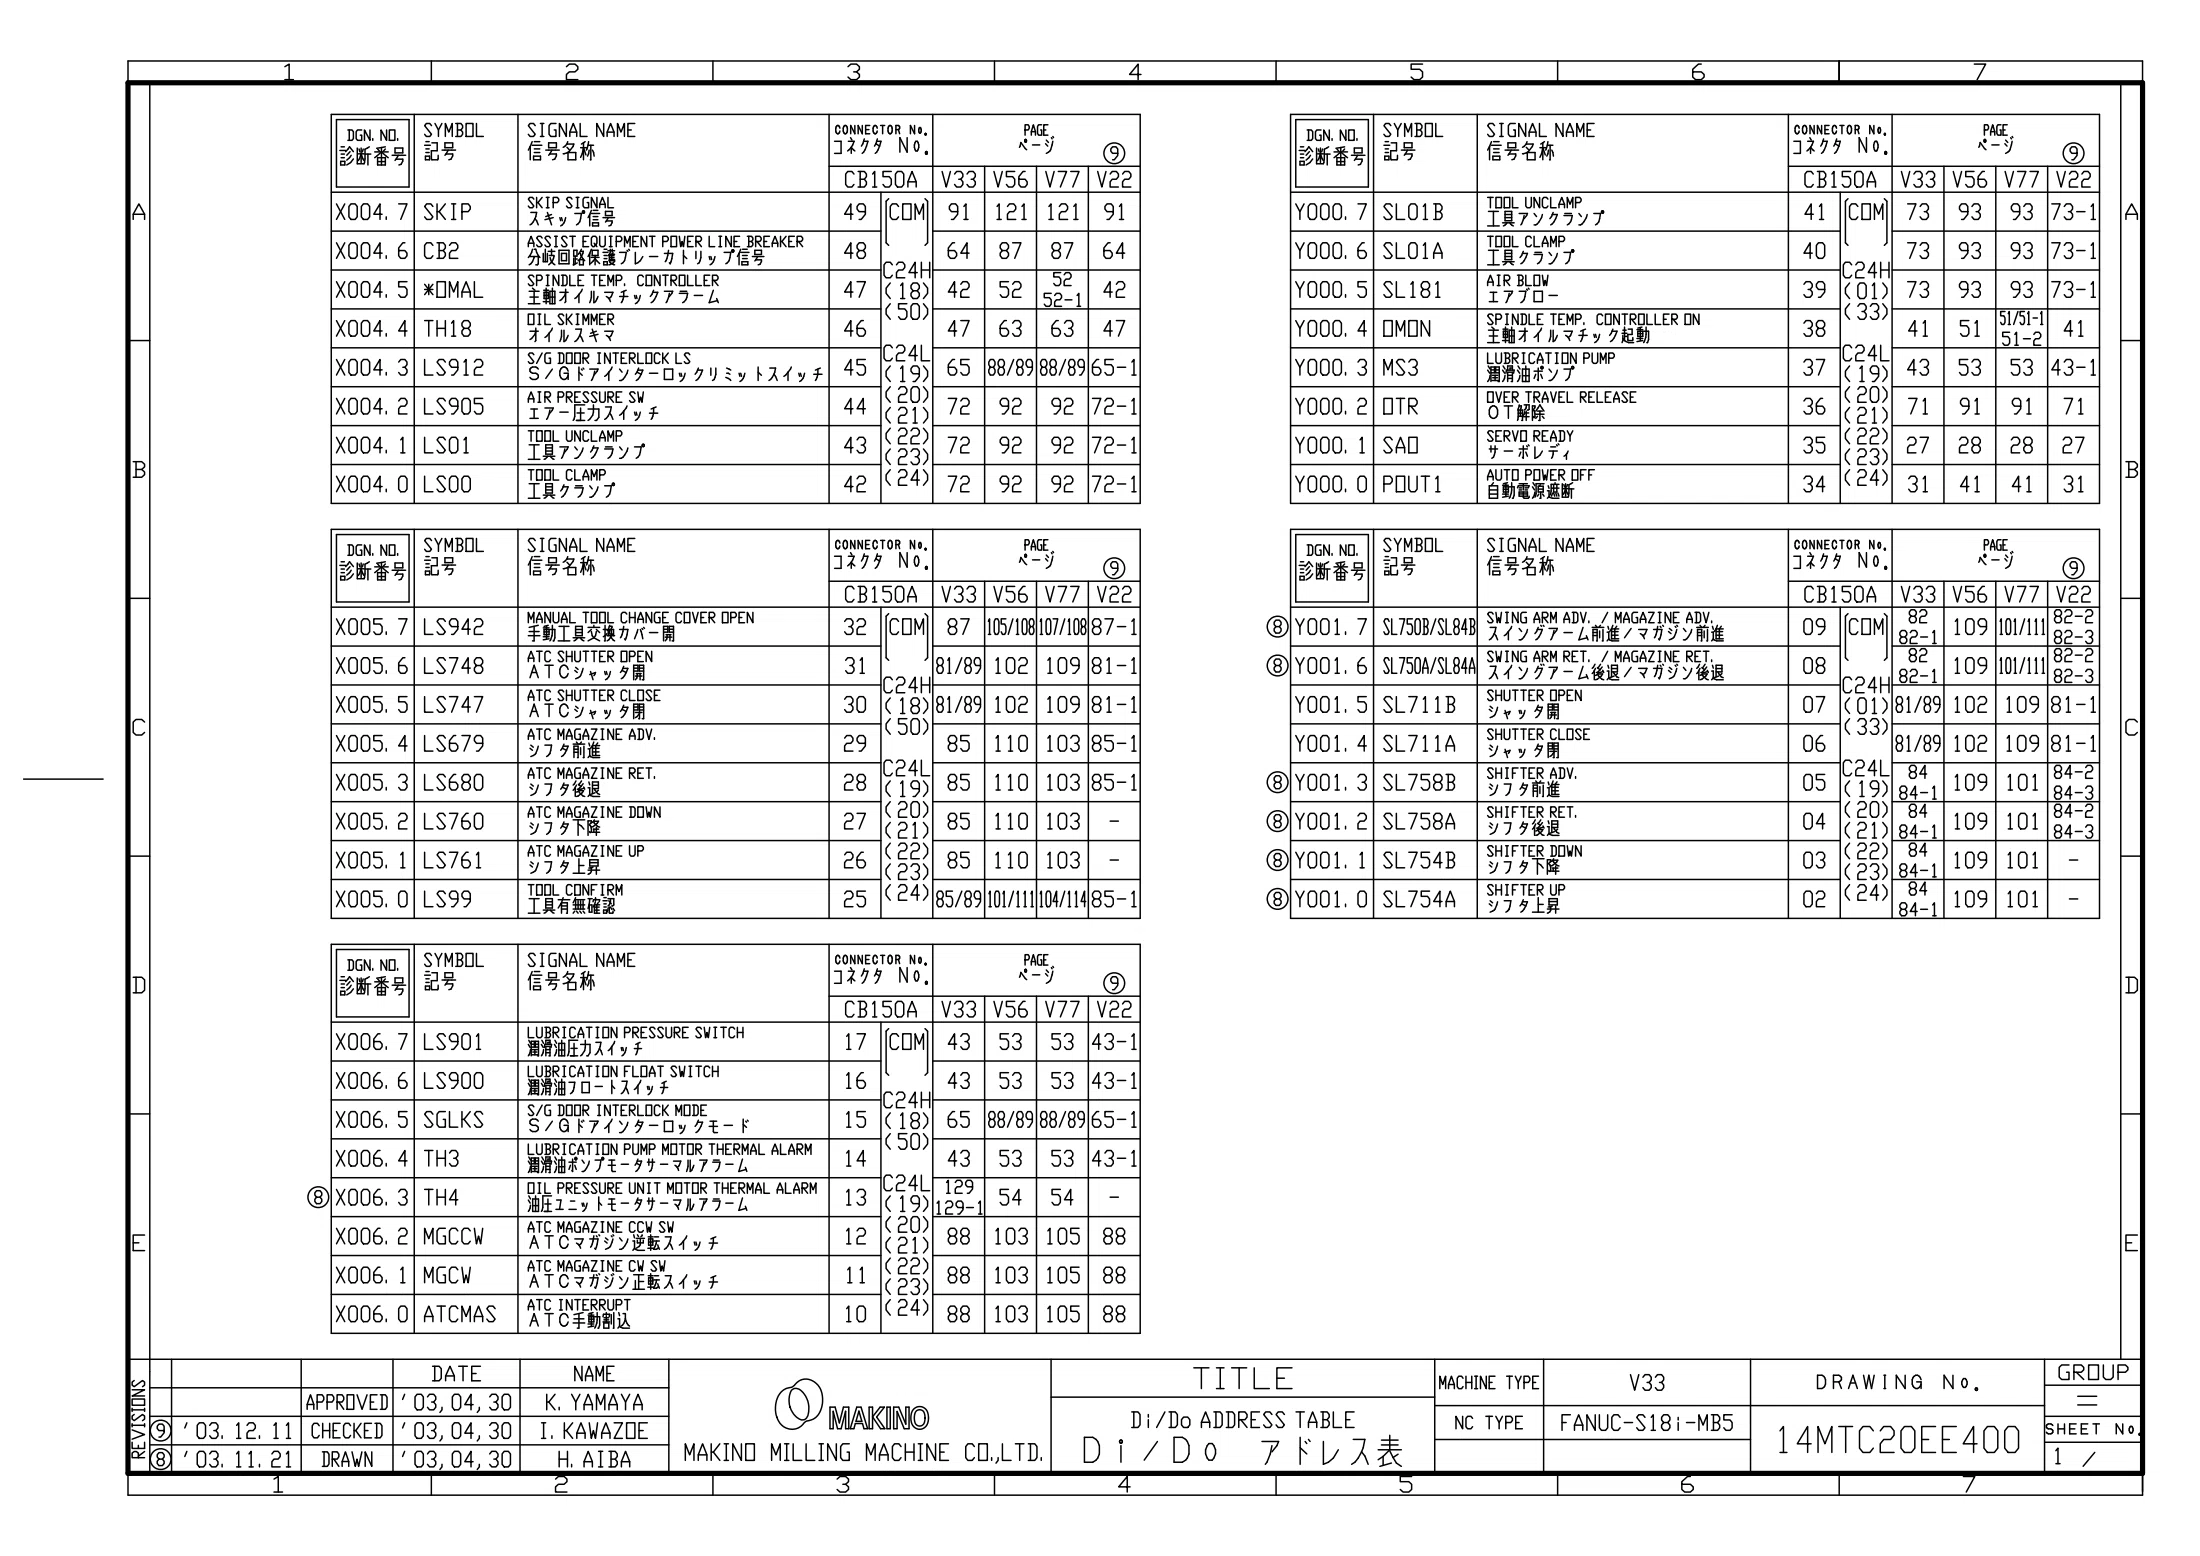 1 2 3 4 5 6 7
A B C D E
DGN. NO. SYMBOL SIGNAL NAME CONNECTOR No. PAGE
診断番号 記号 信号名称 コネクタ No. ページ ⑨
CB150A V33 V56 V77 V22
X004.7 SKIP SKIP SIGNAL 49 (COM) 91 121 121 91
スキップ信号
X004.6 CB2 ASSIST EQUIPMENT POWER LINE BREAKER 48 64 87 87 64
分岐回路保護ブレーカトリップ信号
X004.5 *OMAL SPINDLE TEMP. CONTROLLER 47 42 52 52 52-1 42
主軸オイルマチックアラーム
X004.4 TH18 OIL SKIMMER 46 47 63 63 47
オイルスキマ
X004.3 LS912 S/G DOOR INTERLOCK LS 45 65 88/89 88/89 65-1
S/Gドアインターロックリミットスイッチ
X004.2 LS905 AIR PRESSURE SW 44 72 92 92 72-1
エアー圧力スイッチ
X004.1 LS01 TOOL UNCLAMP 43 72 92 92 72-1
工具アンクランプ
X004.0 LS00 TOOL CLAMP 42 72 92 92 72-1
工具クランプ
C24H
(18)
(50)
C24L
(19)
(20)
(21)
(22)
(23)
(24)
DGN. NO. SYMBOL SIGNAL NAME CONNECTOR No. PAGE
診断番号 記号 信号名称 コネクタ No. ページ ⑨
CB150A V33 V56 V77 V22
X005.7 LS942 MANUAL TOOL CHANGE COVER OPEN 32 (COM) 87 105/108 107/108 87-1
手動工具交換カバー開
X005.6 LS748 ATC SHUTTER OPEN 31 81/89 102 109 81-1
ATCシャッタ開
X005.5 LS747 ATC SHUTTER CLOSE 30 81/89 102 109 81-1
ATCシャッタ閉
X005.4 LS679 ATC MAGAZINE ADV. 29 85 110 103 85-1
シフタ前進
X005.3 LS680 ATC MAGAZINE RET. 28 85 110 103 85-1
シフタ後退
X005.2 LS760 ATC MAGAZINE DOWN 27 85 110 103 -
シフタ下降
X005.1 LS761 ATC MAGAZINE UP 26 85 110 103 -
シフタ上昇
X005.0 LS99 TOOL CONFIRM 25 85/89 101/111 104/114 85-1
工具有無確認
C24H
(18)
(50)
C24L
(19)
(20)
(21)
(22)
(23)
(24)
DGN. NO. SYMBOL SIGNAL NAME CONNECTOR No. PAGE
診断番号 記号 信号名称 コネクタ No. ページ ⑨
CB150A V33 V56 V77 V22
X006.7 LS901 LUBRICATION PRESSURE SWITCH 17 (COM) 43 53 53 43-1
潤滑油圧力スイッチ
X006.6 LS900 LUBRICATION FLOAT SWITCH 16 43 53 53 43-1
潤滑油フロートスイッチ
X006.5 SGLKS S/G DOOR INTERLOCK MODE 15 65 88/89 88/89 65-1
S/Gドアインターロックモード
X006.4 TH3 LUBRICATION PUMP MOTOR THERMAL ALARM 14 43 53 53 43-1
潤滑油ポンプモータサーマルアラーム
⑧ X006.3 TH4 OIL PRESSURE UNIT MOTOR THERMAL ALARM 13 129 129-1 54 54 -
油圧ユニットモータサーマルアラーム
X006.2 MGCCW ATC MAGAZINE CCW SW 12 88 103 105 88
ATCマガジン逆転スイッチ
X006.1 MGCW ATC MAGAZINE CW SW 11 88 103 105 88
ATCマガジン正転スイッチ
X006.0 ATCMAS ATC INTERRUPT 10 88 103 105 88
ATC手動割込
C24H
(18)
(50)
C24L
(19)
(20)
(21)
(22)
(23)
(24)
DGN. NO. SYMBOL SIGNAL NAME CONNECTOR No. PAGE
診断番号 記号 信号名称 コネクタ No. ページ ⑨
CB150A V33 V56 V77 V22
Y000.7 SL01B TOOL UNCLAMP 41 (COM) 73 93 93 73-1
工具アンクランプ
Y000.6 SL01A TOOL CLAMP 40 73 93 93 73-1
工具クランプ
Y000.5 SL181 AIR BLOW 39 73 93 93 73-1
エアブロー
Y000.4 OMON SPINDLE TEMP. CONTROLLER ON 38 41 51 51/51-1 51-2 41
主軸オイルマチック起動
Y000.3 MS3 LUBRICATION PUMP 37 43 53 53 43-1
潤滑油ポンプ
Y000.2 OTR OVER TRAVEL RELEASE 36 71 91 91 71
OT解除
Y000.1 SAO SERVO READY 35 27 28 28 27
サーボレディ
Y000.0 POUT1 AUTO POWER OFF 34 31 41 41 31
自動電源遮断
C24H
(01)
(33)
C24L
(19)
(20)
(21)
(22)
(23)
(24)
DGN. NO. SYMBOL SIGNAL NAME CONNECTOR No. PAGE
診断番号 記号 信号名称 コネクタ No. ページ ⑨
CB150A V33 V56 V77 V22
⑧ Y001.7 SL750B/SL84B SWING ARM ADV. / MAGAZINE ADV. 09 (COM) 82 82-1 109 101/111 82-2 82-3
スイングアーム前進/マガジン前進
⑧ Y001.6 SL750A/SL84A SWING ARM RET. / MAGAZINE RET. 08 82 82-1 109 101/111 82-2 82-3
スイングアーム後退/マガジン後退
Y001.5 SL711B SHUTTER OPEN 07 81/89 102 109 81-1
シャッタ開
Y001.4 SL711A SHUTTER CLOSE 06 81/89 102 109 81-1
シャッタ閉
⑧ Y001.3 SL758B SHIFTER ADV. 05 84 84-1 109 101 84-2 84-3
シフタ前進
⑧ Y001.2 SL758A SHIFTER RET. 04 84 84-1 109 101 84-2 84-3
シフタ後退
⑧ Y001.1 SL754B SHIFTER DOWN 03 84 84-1 109 101 -
シフタ下降
⑧ Y001.0 SL754A SHIFTER UP 02 84 84-1 109 101 -
シフタ上昇
C24H
(01)
(33)
C24L
(19)
(20)
(21)
(22)
(23)
(24)
A B C D E
REVISIONS
DATE NAME
APPROVED '03,04,30 K. YAMAYA
⑨ '03.12.11 CHECKED '03,04,30 I. KAWAZOE
⑧ '03.11.21 DRAWN '03,04,30 H. AIBA
MAKINO
MAKINO MILLING MACHINE CO.,LTD.
TITLE
Di/Do ADDRESS TABLE
Di/Do アドレス表
MACHINE TYPE V33
NC TYPE FANUC-S18i-MB5
DRAWING No.
14MTC20EE400
GROUP
=
SHEET No.
1 /
1 2 3 4 5 6 7